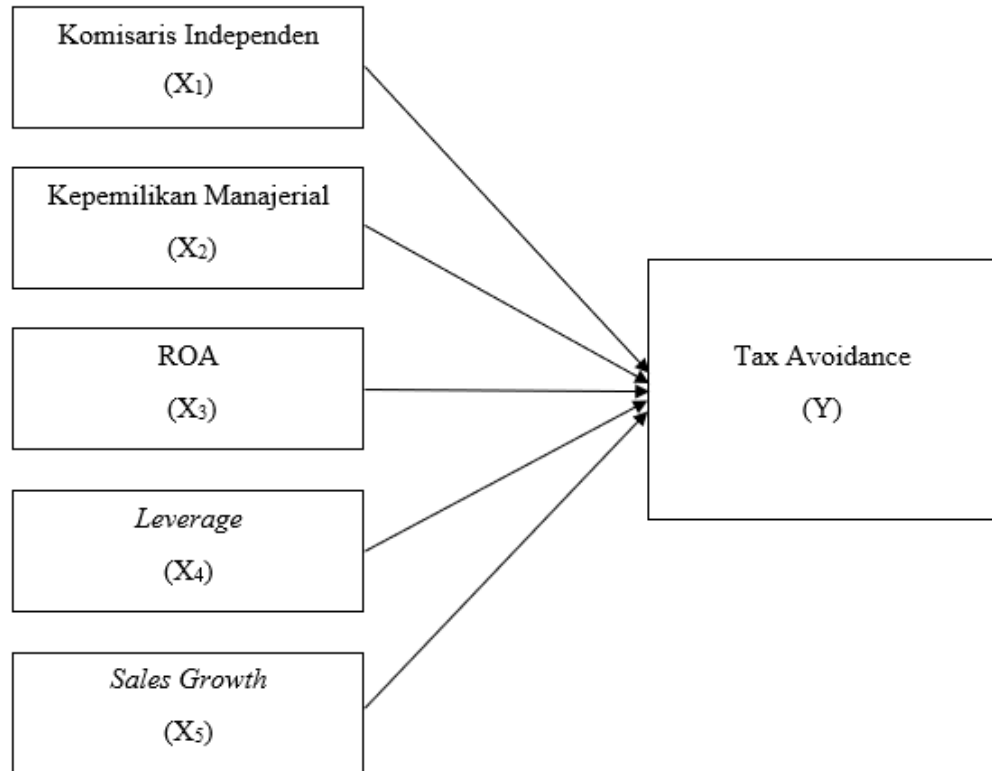 Komisaris Independen
(X₁)
Kepemilikan Manajerial
(X₂)
ROA
(X₃)
Leverage
(X₄)
Sales Growth
(X₅)
Tax Avoidance
(Y)